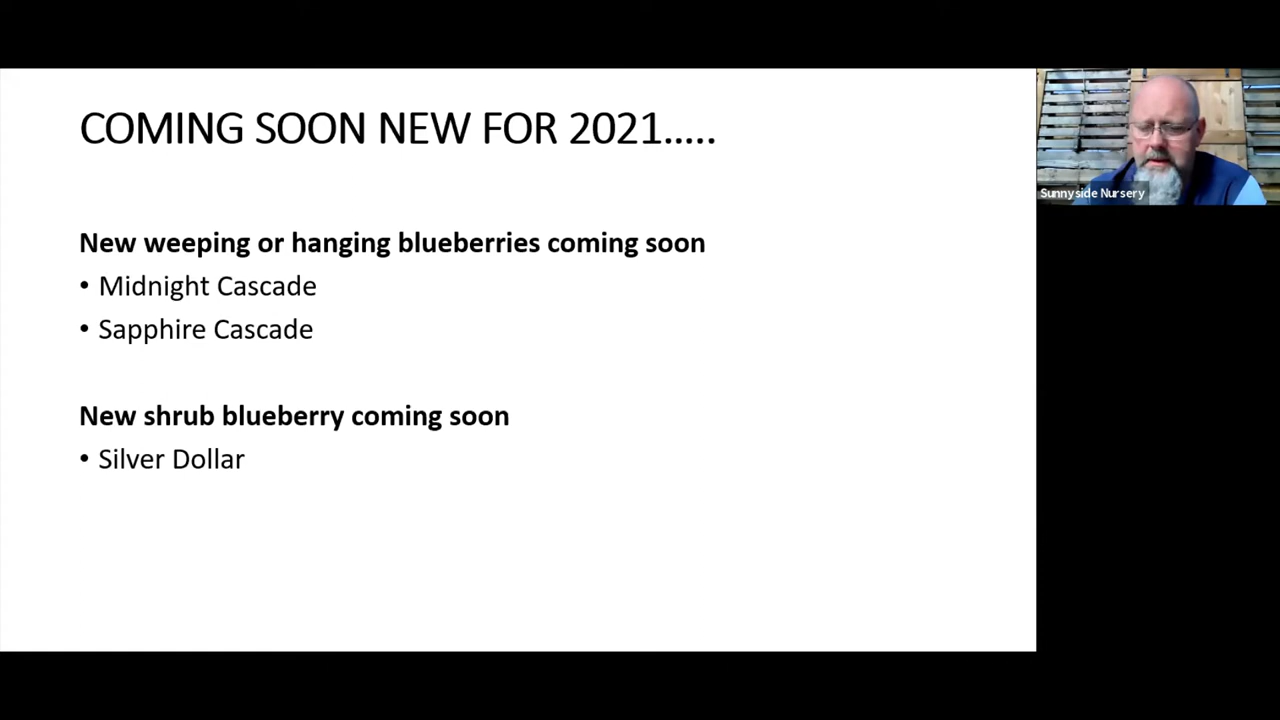 COMING SOON NEW FOR 2021.....
New weeping or hanging blueberries coming soon
• Midnight Cascade
• Sapphire Cascade
New shrub blueberry coming soon
• Silver Dollar
Sunnyside Nursery